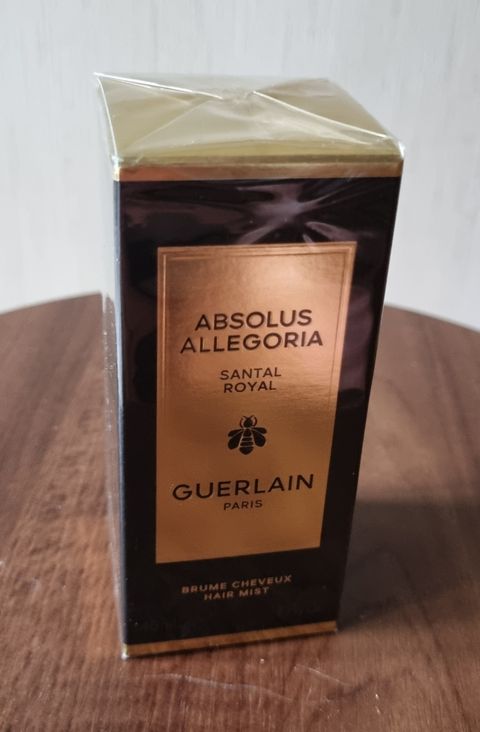 ABSOLUS
ALLEGORIA
SANTAL
ROYAL
GUERLAIN
PARIS
BRUME CHEVEUX
HAIR MIST